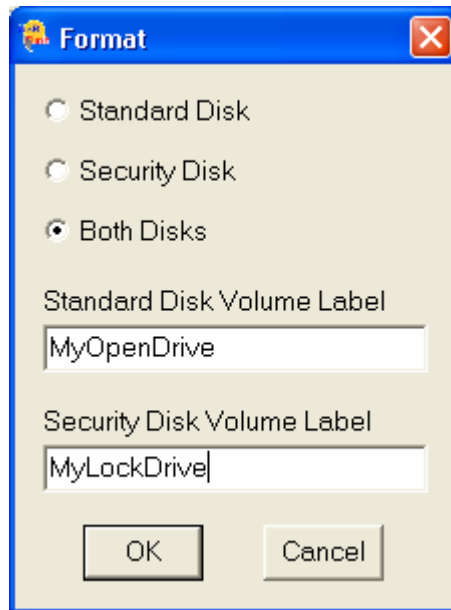 Format
Standard Disk
Security Disk
Both Disks
Standard Disk Volume Label
MyOpenDrive
Security Disk Volume Label
MyLockDrive
OK Cancel